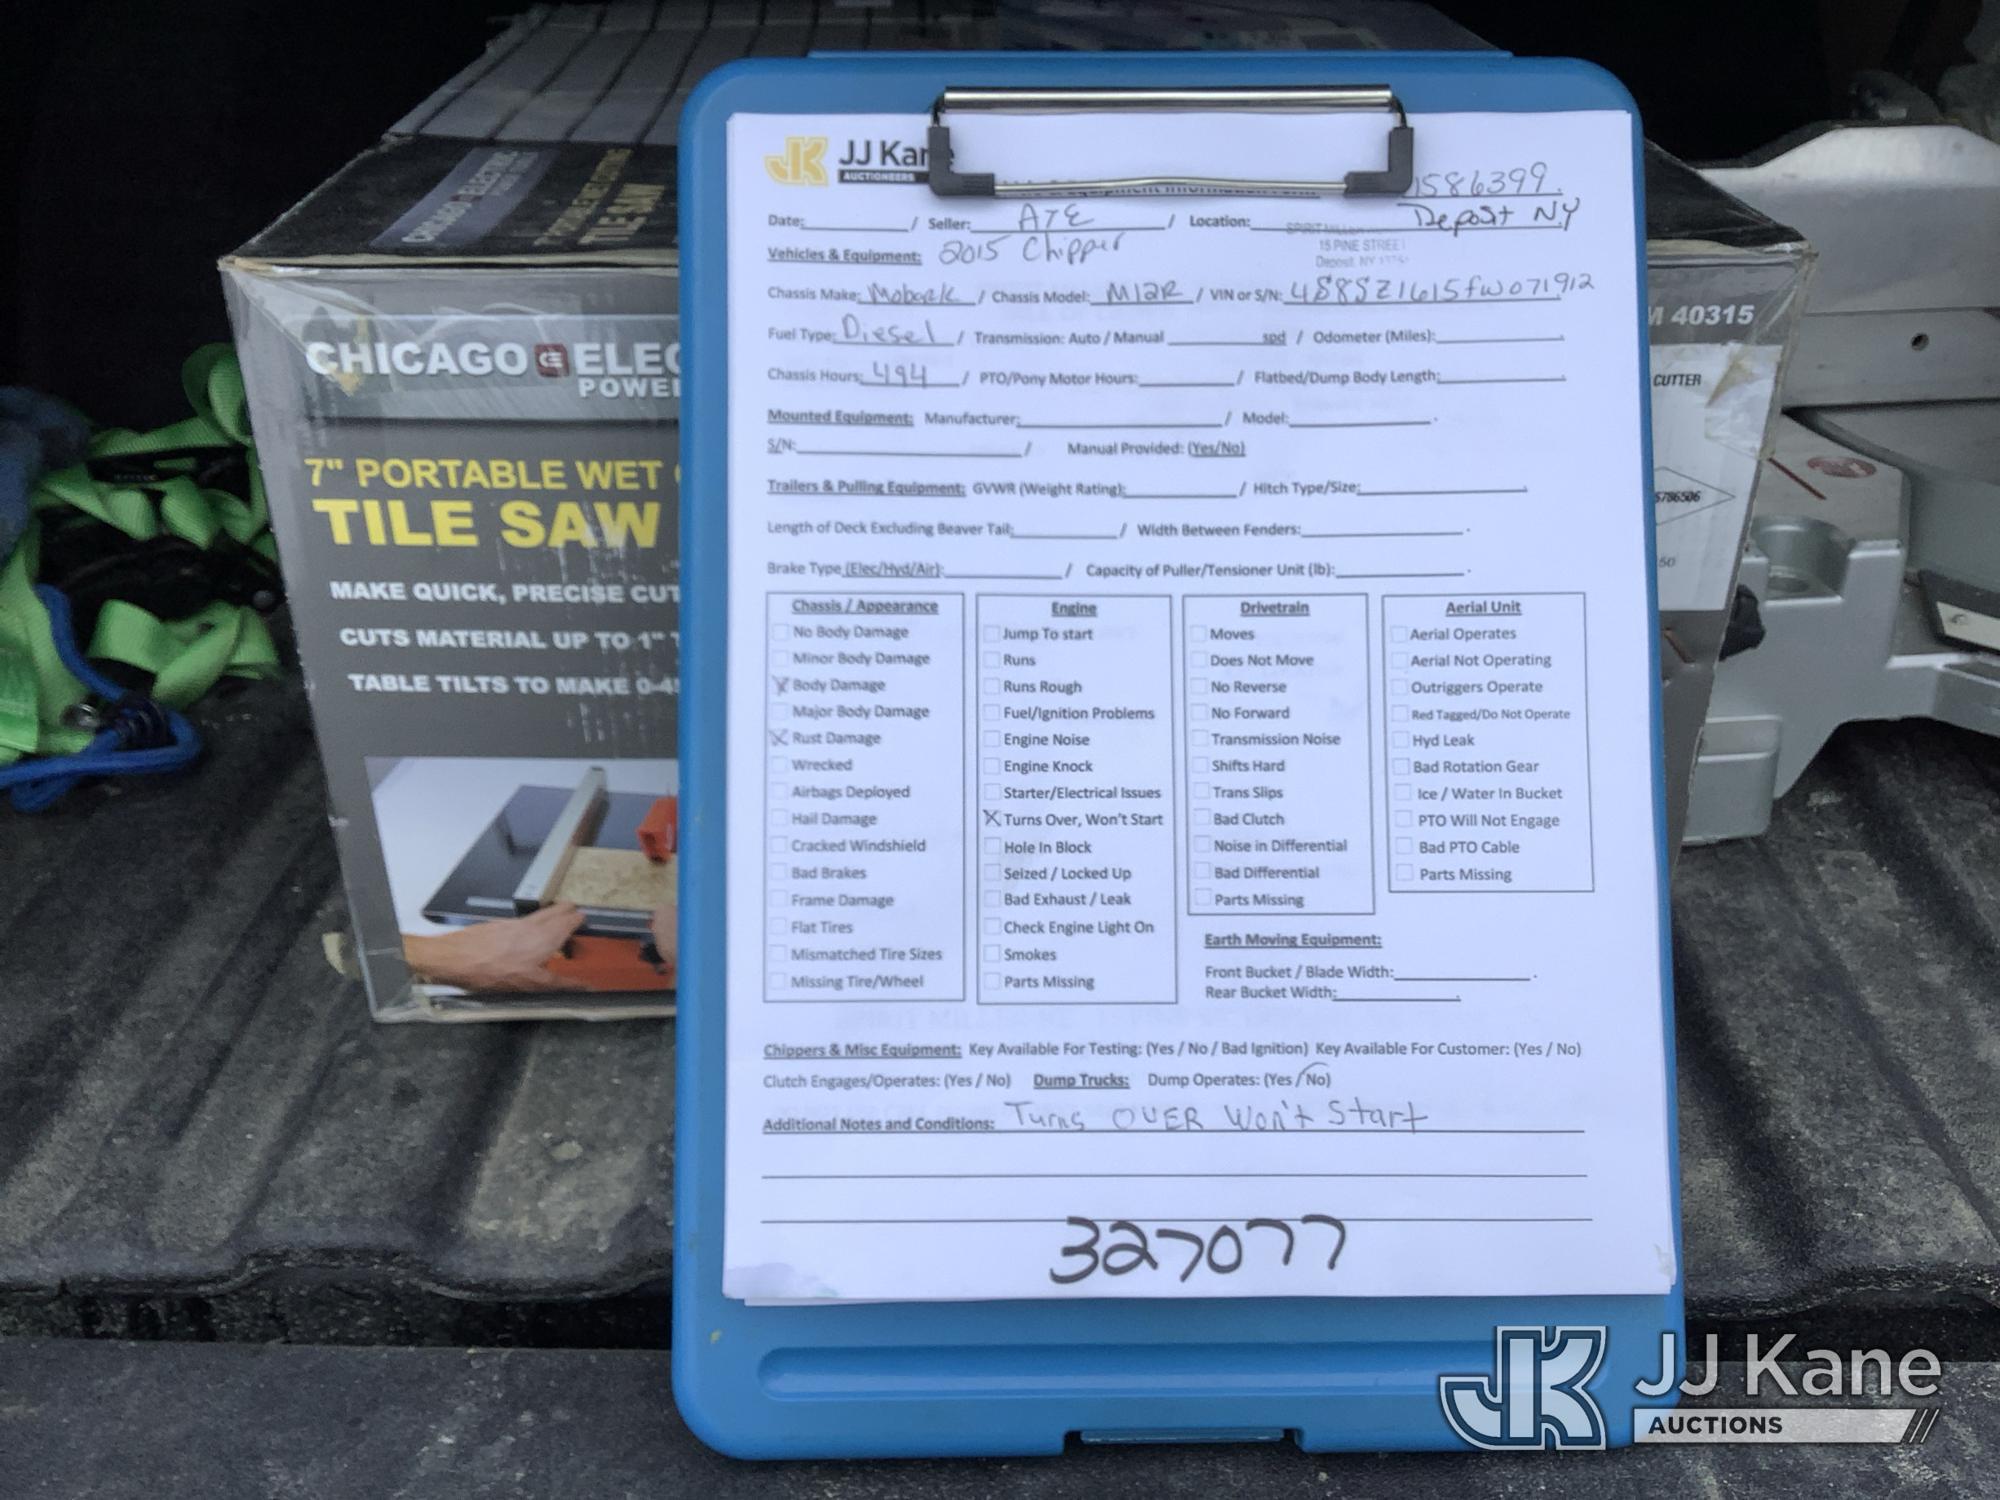 JJ Kane
AUCTIONEERS
1586399.
Date: / Seller: ATE / Location: Deposit NY
15 PINE STREET
Deposit, NY
Vehicles & Equipment: 2015 Chipper
Chassis Make: Mobark / Chassis Model: M12R / VIN or S/N: 4S8SZ1615FW071912
Fuel Type: Diesel / Transmission: Auto / Manual spd / Odometer (Miles): .
Chassis Hours: 494 / PTO/Pony Motor Hours: / Flatbed/Dump Body Length: .
Mounted Equipment: Manufacturer: / Model: .
S/N: / Manual Provided: (Yes/No)
Trailers & Pulling Equipment: GVWR (Weight Rating): / Hitch Type/Size: .
Length of Deck Excluding Beaver Tail: / Width Between Fenders: .
Brake Type (Elec/Hyd/Air): / Capacity of Puller/Tensioner Unit (lb): .
Chassis / Appearance
No Body Damage
Minor Body Damage
X Body Damage
Major Body Damage
X Rust Damage
Wrecked
Airbags Deployed
Hail Damage
Cracked Windshield
Bad Brakes
Frame Damage
Flat Tires
Mismatched Tire Sizes
Missing Tire/Wheel
Engine
Jump To start
Runs
Runs Rough
Fuel/Ignition Problems
Engine Noise
Engine Knock
Starter/Electrical Issues
X Turns Over, Won't Start
Hole In Block
Seized / Locked Up
Bad Exhaust / Leak
Check Engine Light On
Smokes
Parts Missing
Drivetrain
Moves
Does Not Move
No Reverse
No Forward
Transmission Noise
Shifts Hard
Trans Slips
Bad Clutch
Noise in Differential
Bad Differential
Parts Missing
Aerial Unit
Aerial Operates
Aerial Not Operating
Outriggers Operate
Red Tagged/Do Not Operate
Hyd Leak
Bad Rotation Gear
Ice / Water In Bucket
PTO Will Not Engage
Bad PTO Cable
Parts Missing
Earth Moving Equipment:
Front Bucket / Blade Width: .
Rear Bucket Width: .
Chippers & Misc Equipment: Key Available For Testing: (Yes / No / Bad Ignition) Key Available For Customer: (Yes / No)
Clutch Engages/Operates: (Yes / No) Dump Trucks: Dump Operates: (Yes / No)
Additional Notes and Conditions: Turns OVER Won't Start
327077
CHICAGO ELECTRIC
TILE SAW
CHICAGO ELEC
POWE
7" PORTABLE WET
TILE SAW
MAKE QUICK, PRECISE CUT
CUTS MATERIAL UP TO 1"
TABLE TILTS TO MAKE 0-4
M 40315
CUTTER
JJ Kane
AUCTIONS